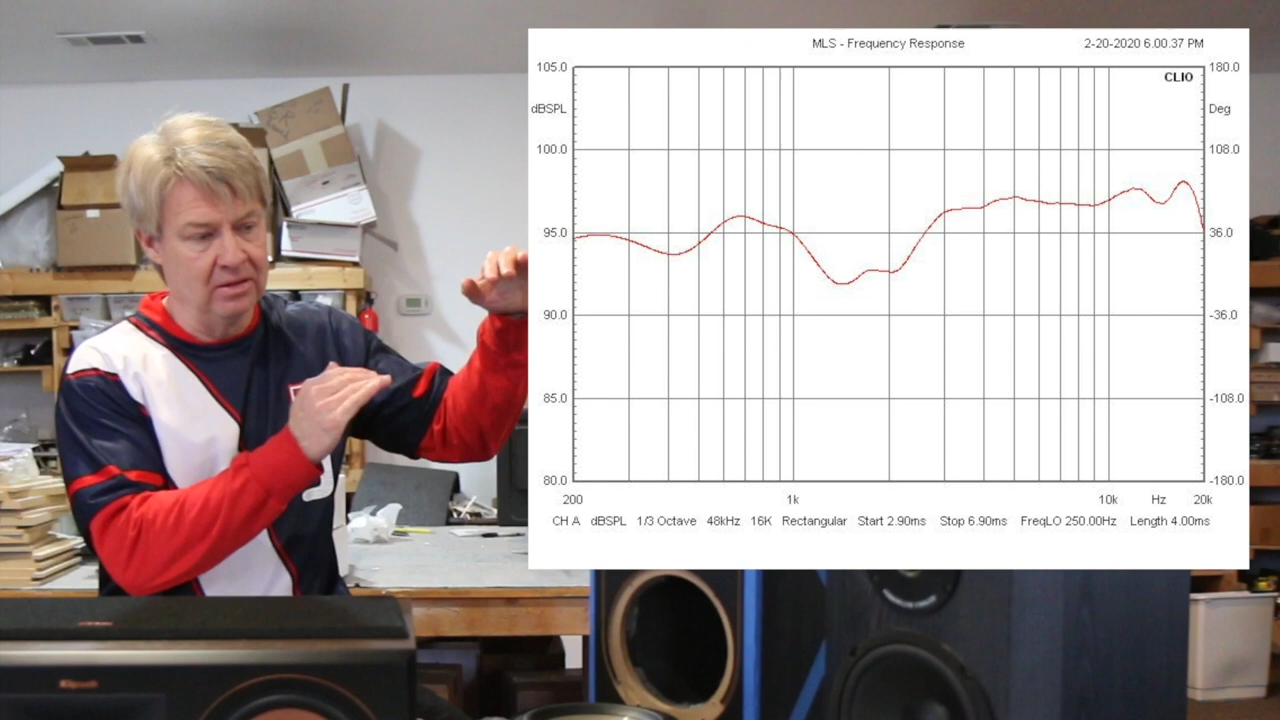 MLS - Frequency Response
2-20-2020 6.00.37 PM
105.0
180.0
CLIO
dBSPL
Deg
100.0
108.0
95.0
36.0
90.0
-36.0
85.0
-108.0
80.0
-180.0
200
1k
10k
Hz
20k
CH A dBSPL 1/3 Octave 48kHz 16K Rectangular Start 2.90ms Stop 6.90ms FreqLO 250.00Hz Length 4.00ms
Klipsch